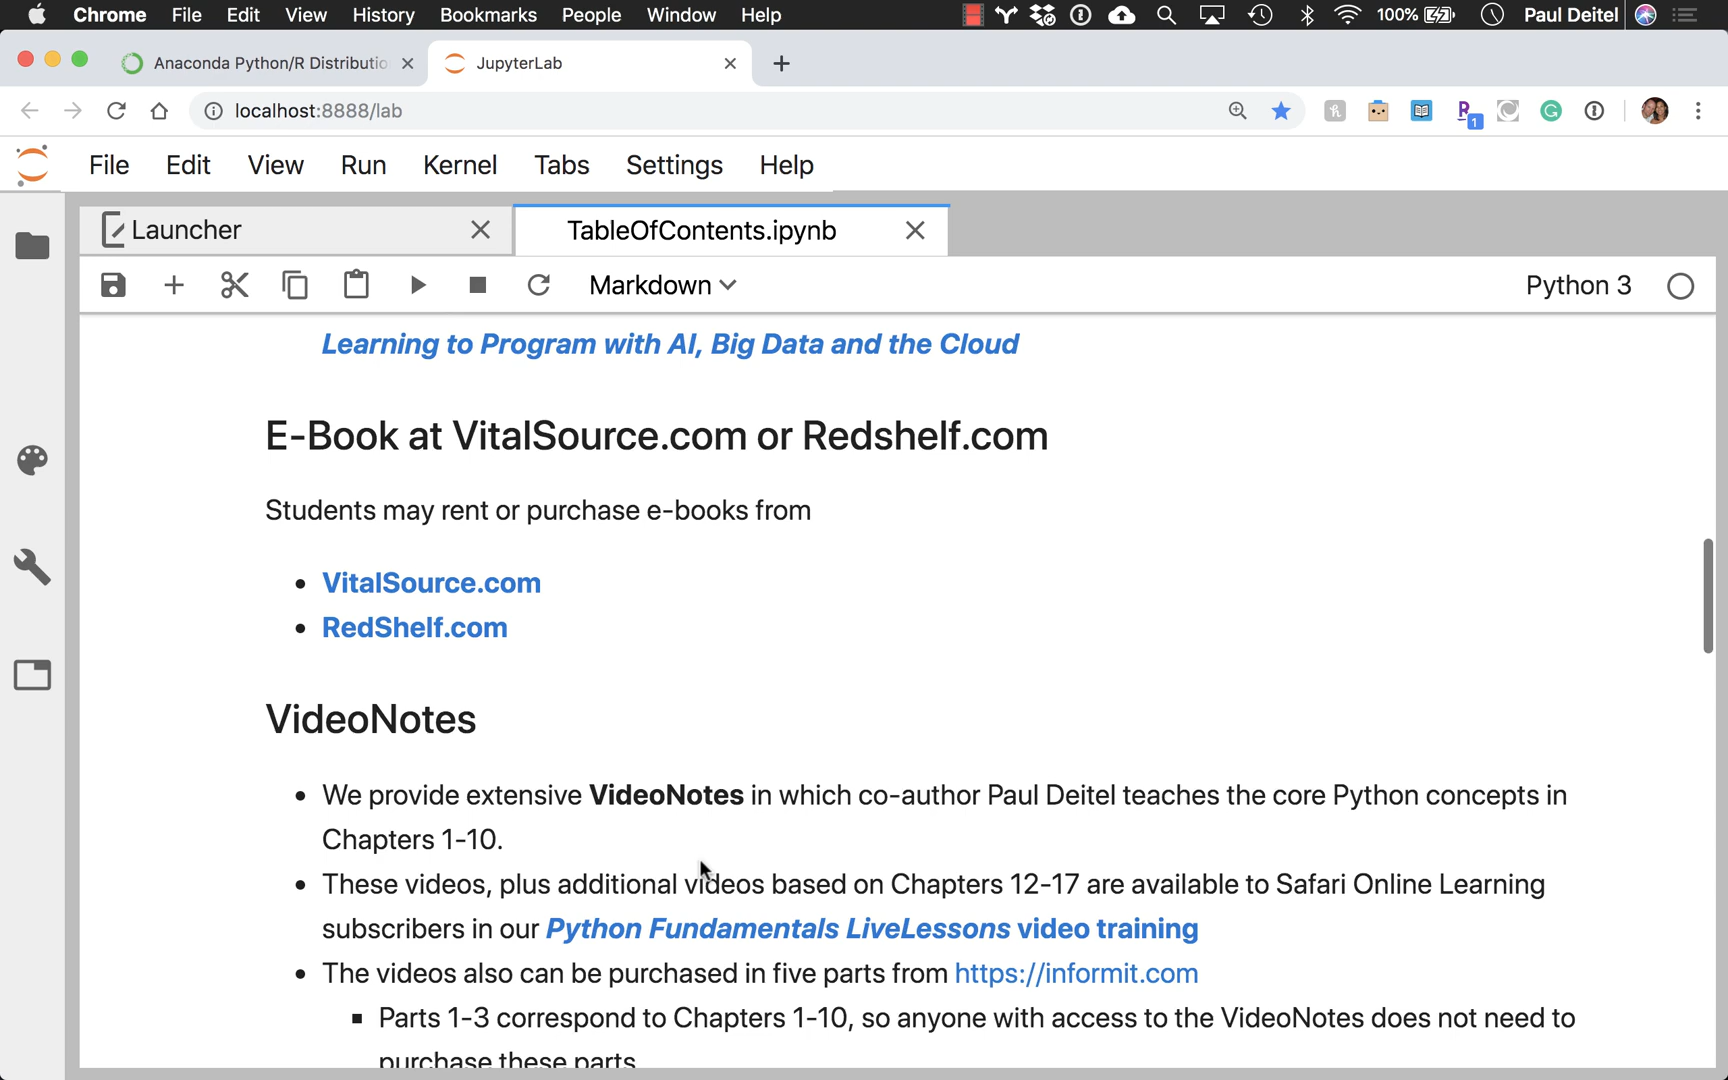 Chrome File Edit View History Bookmarks People Window Help 100% Paul Deitel
Anaconda Python/R Distributio JupyterLab
localhost:8888/lab 1
File Edit View Run Kernel Tabs Settings Help
Launcher TableOfContents.ipynb
Markdown Python 3
Learning to Program with AI, Big Data and the Cloud
E-Book at VitalSource.com or Redshelf.com
Students may rent or purchase e-books from
• VitalSource.com
• RedShelf.com
VideoNotes
• We provide extensive VideoNotes in which co-author Paul Deitel teaches the core Python concepts in
Chapters 1-10.
• These videos, plus additional videos based on Chapters 12-17 are available to Safari Online Learning
subscribers in our Python Fundamentals LiveLessons video training
• The videos also can be purchased in five parts from https://informit.com
▪ Parts 1-3 correspond to Chapters 1-10, so anyone with access to the VideoNotes does not need to
purchase these parts